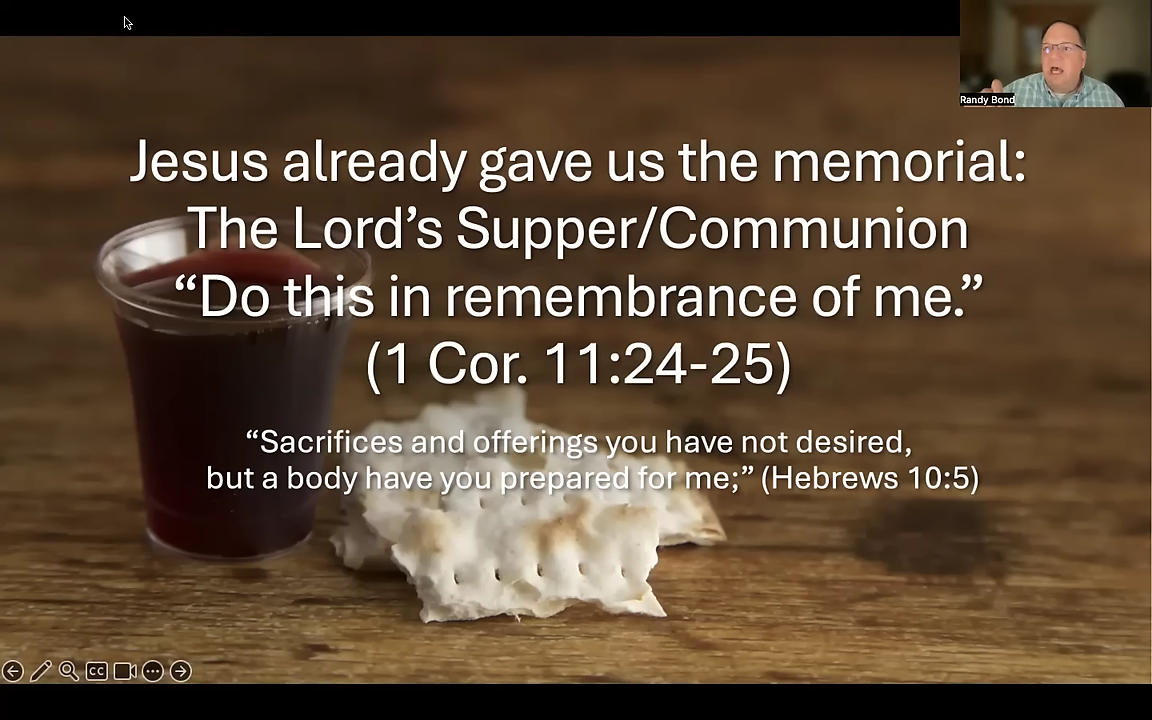 Randy Bond
Jesus already gave us the memorial:
The Lord’s Supper/Communion
“Do this in remembrance of me.”
(1 Cor. 11:24-25)
“Sacrifices and offerings you have not desired,
but a body have you prepared for me;” (Hebrews 10:5)
CC